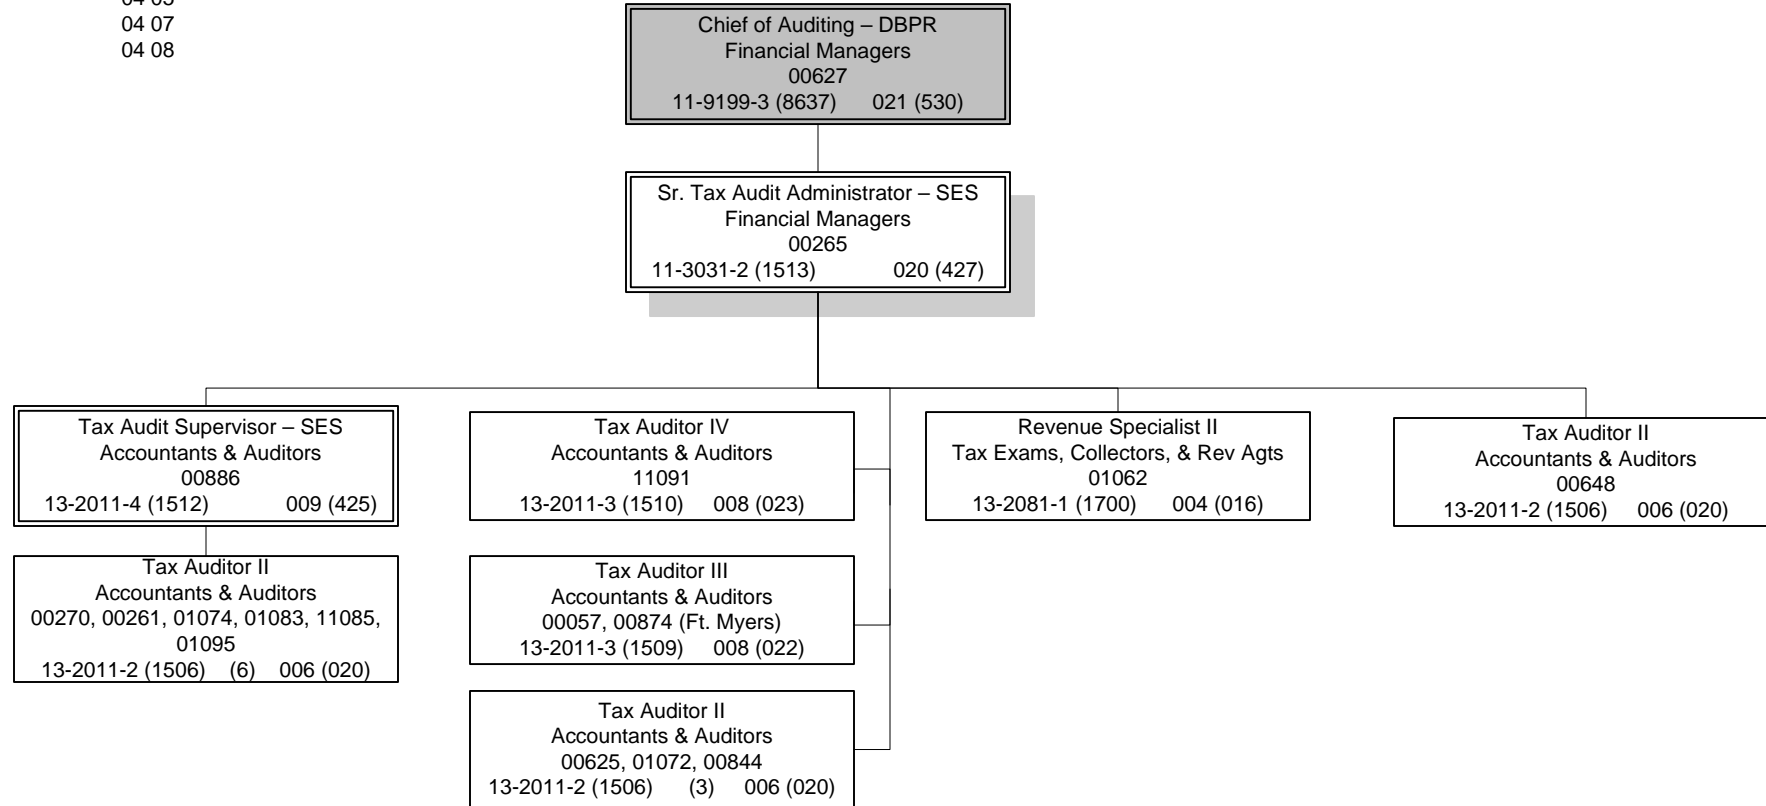 04 07
04 08
Chief of Auditing – DBPR
Financial Managers
00627
11-9199-3 (8637) 021 (530)
Sr. Tax Audit Administrator – SES
Financial Managers
00265
11-3031-2 (1513) 020 (427)
Tax Audit Supervisor – SES
Accountants & Auditors
00886
13-2011-4 (1512) 009 (425)
Tax Auditor II
Accountants & Auditors
00270, 00261, 01074, 01083, 11085,
01095
13-2011-2 (1506) (6) 006 (020)
Tax Auditor IV
Accountants & Auditors
11091
13-2011-3 (1510) 008 (023)
Tax Auditor III
Accountants & Auditors
00057, 00874 (Ft. Myers)
13-2011-3 (1509) 008 (022)
Tax Auditor II
Accountants & Auditors
00625, 01072, 00844
13-2011-2 (1506) (3) 006 (020)
Revenue Specialist II
Tax Exams, Collectors, & Rev Agts
01062
13-2081-1 (1700) 004 (016)
Tax Auditor II
Accountants & Auditors
00648
13-2011-2 (1506) 006 (020)